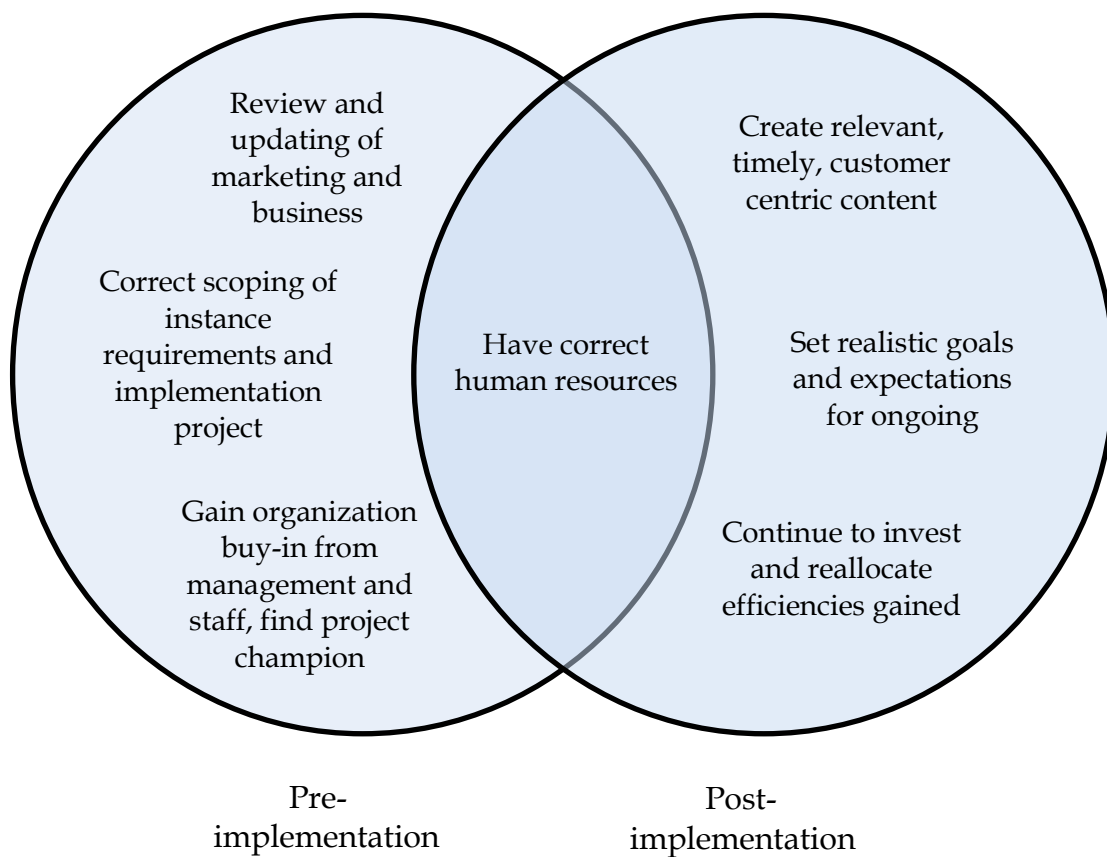 Review and
updating of
marketing and
business
Correct scoping of
instance
requirements and
implementation
project
Gain organization
buy-in from
management and
staff, find project
champion
Have correct
human resources
Create relevant,
timely, customer
centric content
Set realistic goals
and expectations
for ongoing
Continue to invest
and reallocate
efficiencies gained
Pre-
implementation
Post-
implementation